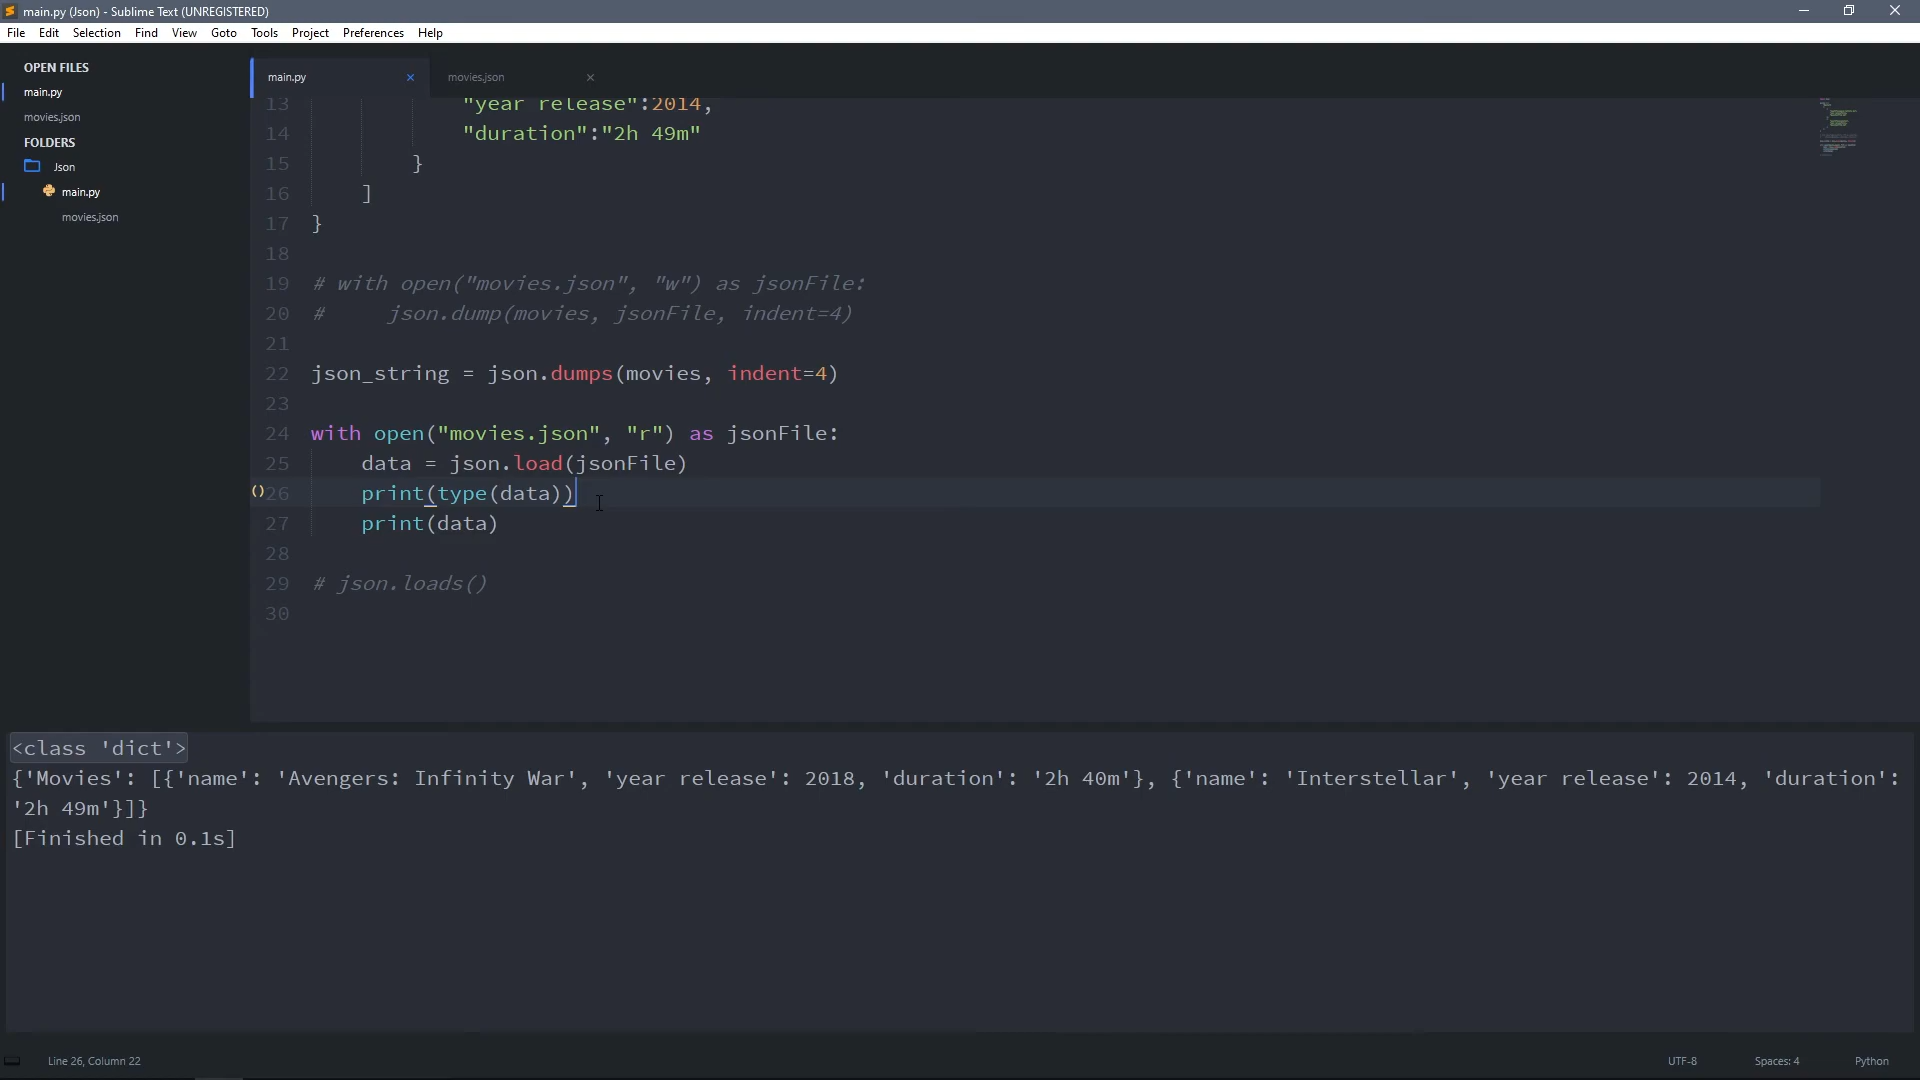 main.py (Json) - Sublime Text (UNREGISTERED)
File Edit Selection Find View Goto Tools Project Preferences Help
OPEN FILES
main.py
movies.json
FOLDERS
Json
main.py
movies.json
main.py × movies.json ×
13 "year release":2014,
14 "duration":"2h 49m"
15 }
16 ]
17 }
18
19 # with open("movies.json", "w") as jsonFile:
20 #     json.dump(movies, jsonFile, indent=4)
21
22 json_string = json.dumps(movies, indent=4)
23
24 with open("movies.json", "r") as jsonFile:
25     data = json.load(jsonFile)
()26     print(type(data))
27     print(data)
28
29 # json.loads()
30
<class 'dict'>
{'Movies': [{'name': 'Avengers: Infinity War', 'year release': 2018, 'duration': '2h 40m'}, {'name': 'Interstellar', 'year release': 2014, 'duration':
'2h 49m'}]}
[Finished in 0.1s]
Line 26, Column 22 UTF-8 Spaces: 4 Python